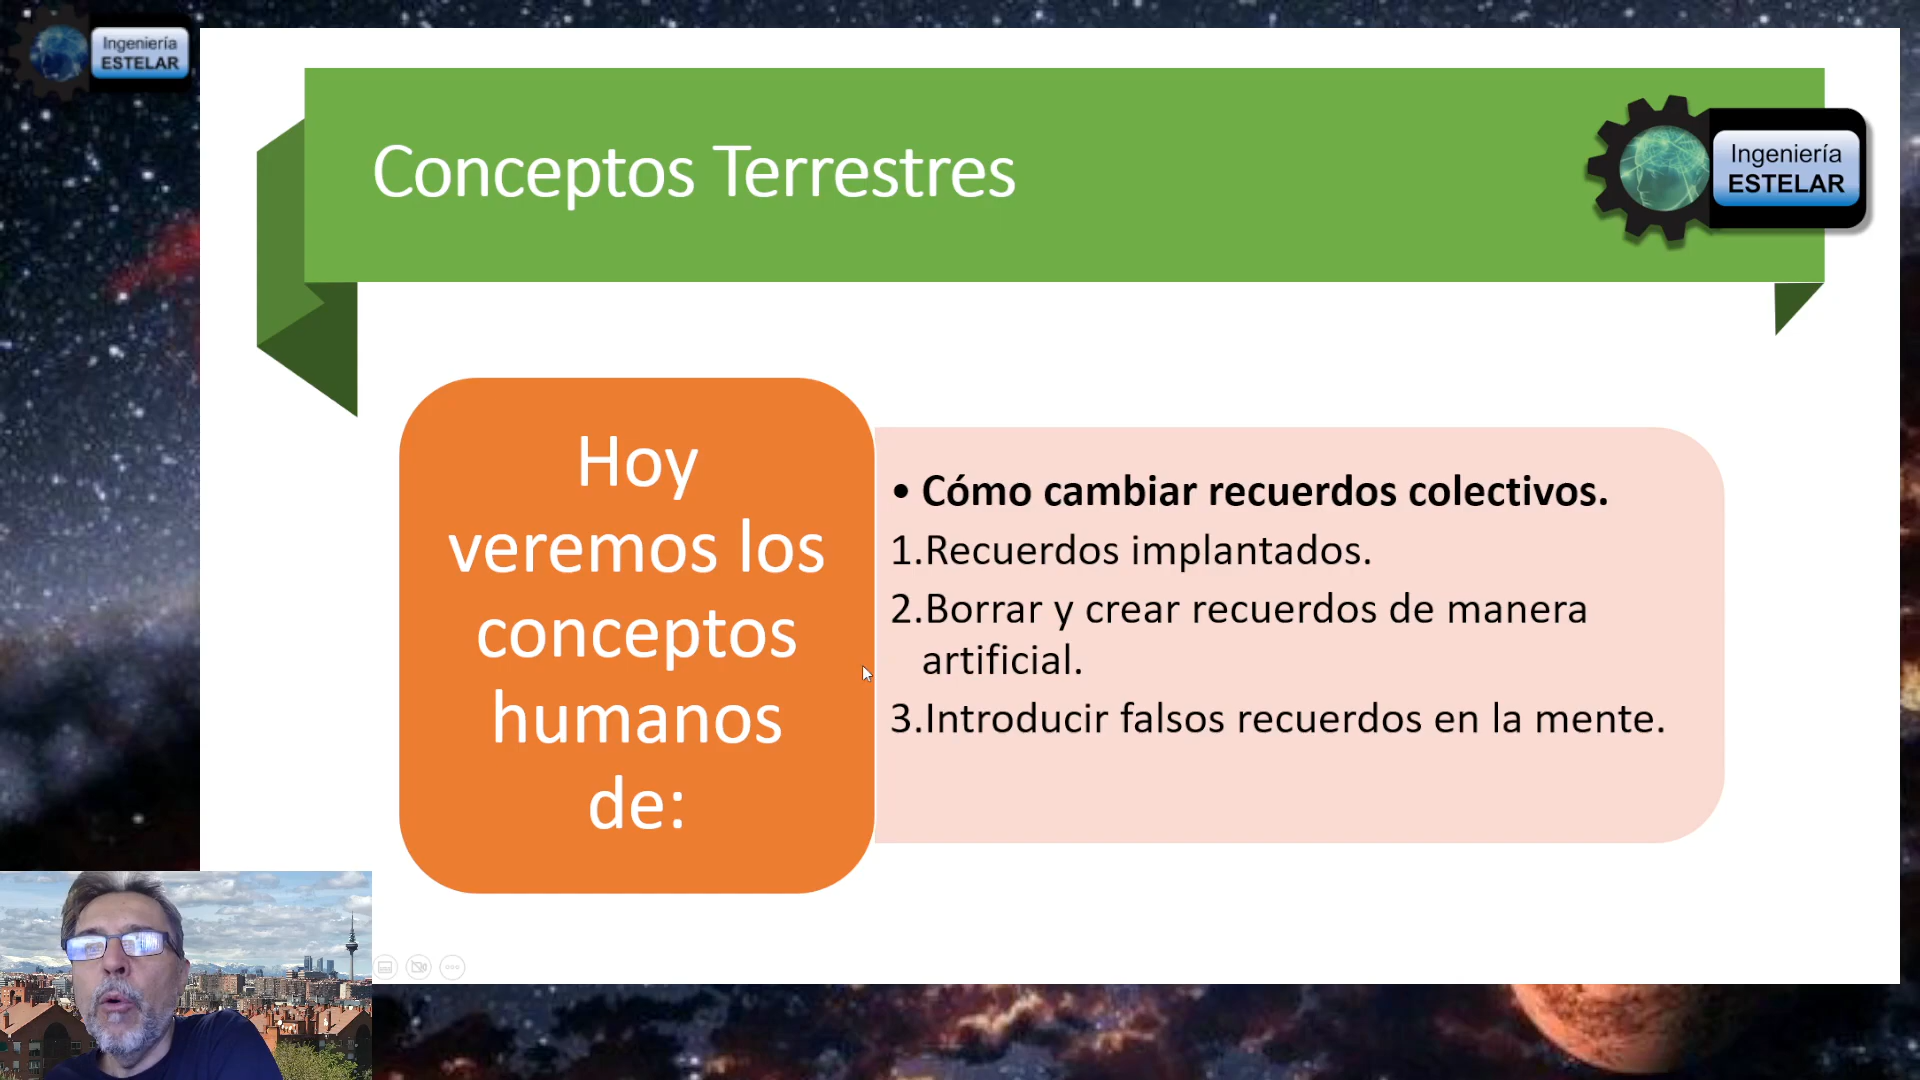 Ingeniería
ESTELAR
Conceptos Terrestres
Ingeniería
ESTELAR
Hoy
veremos los
conceptos
humanos
de:
• Cómo cambiar recuerdos colectivos.
1.Recuerdos implantados.
2.Borrar y crear recuerdos de manera
artificial.
3.Introducir falsos recuerdos en la mente.